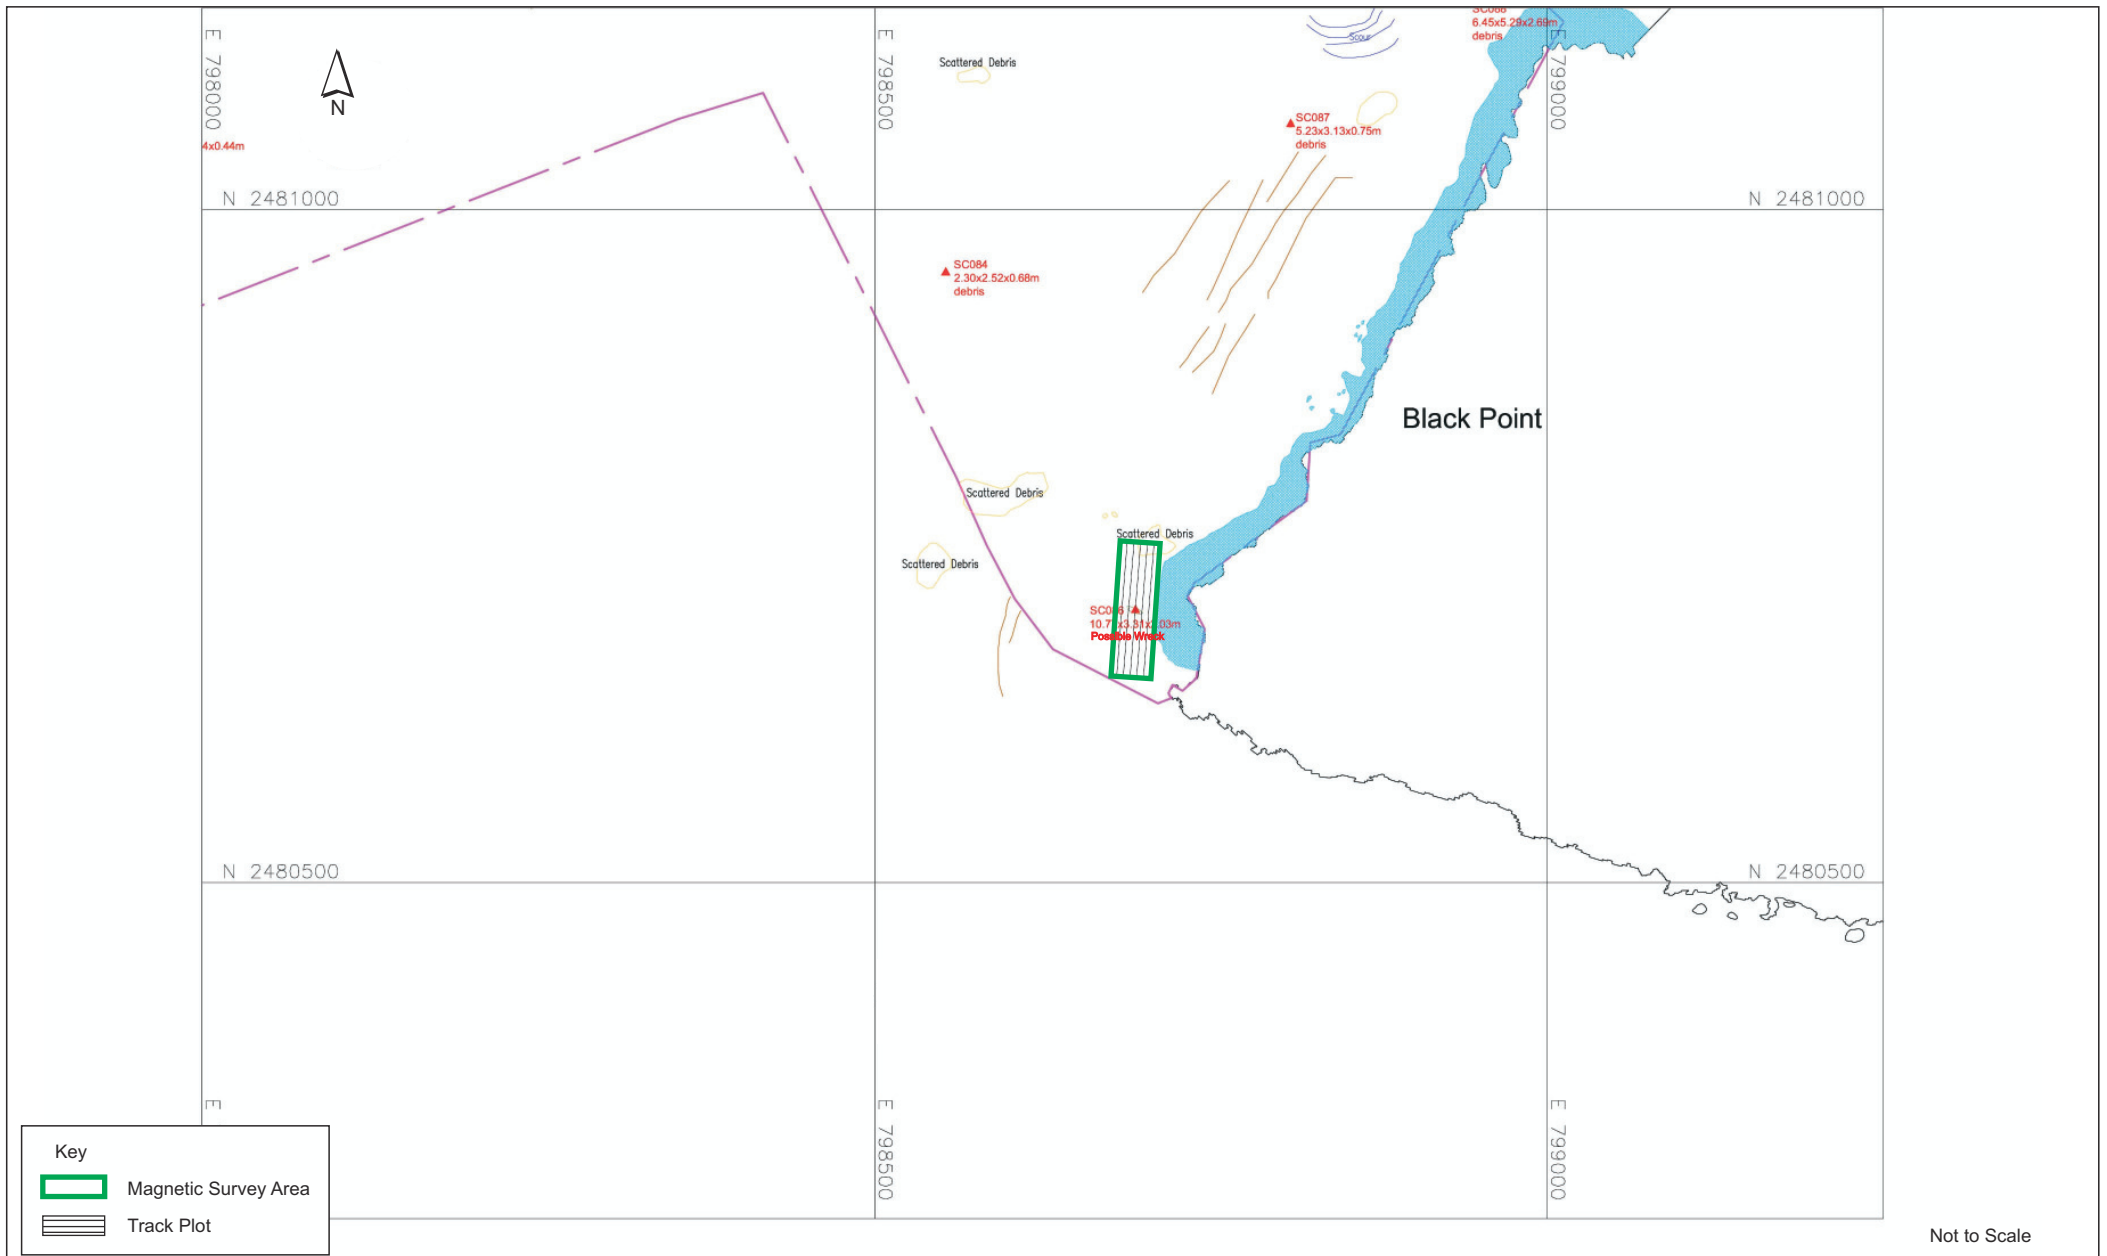 E 798000
E 798500
E 799000
N
Scattered Debris
Scour
SC088
6.45x5.29x2.69m
debris
SC087
5.23x3.13x0.75m
debris
4x0.44m
N 2481000
N 2481000
SC084
2.30x2.52x0.68m
debris
Black Point
Scattered Debris
Scattered Debris
Scattered Debris
Possible Wreck
N 2480500
N 2480500
E
E 798500
E 799000
Key
Magnetic Survey Area
Track Plot
Not to Scale